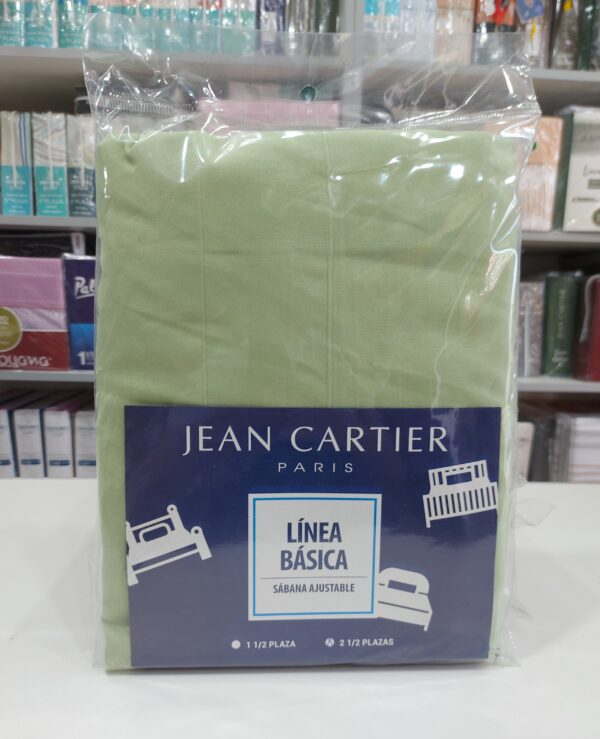 JEAN CARTIER
PARIS
LÍNEA
BÁSICA
SÁBANA AJUSTABLE
1 1/2 PLAZA
2 1/2 PLAZAS